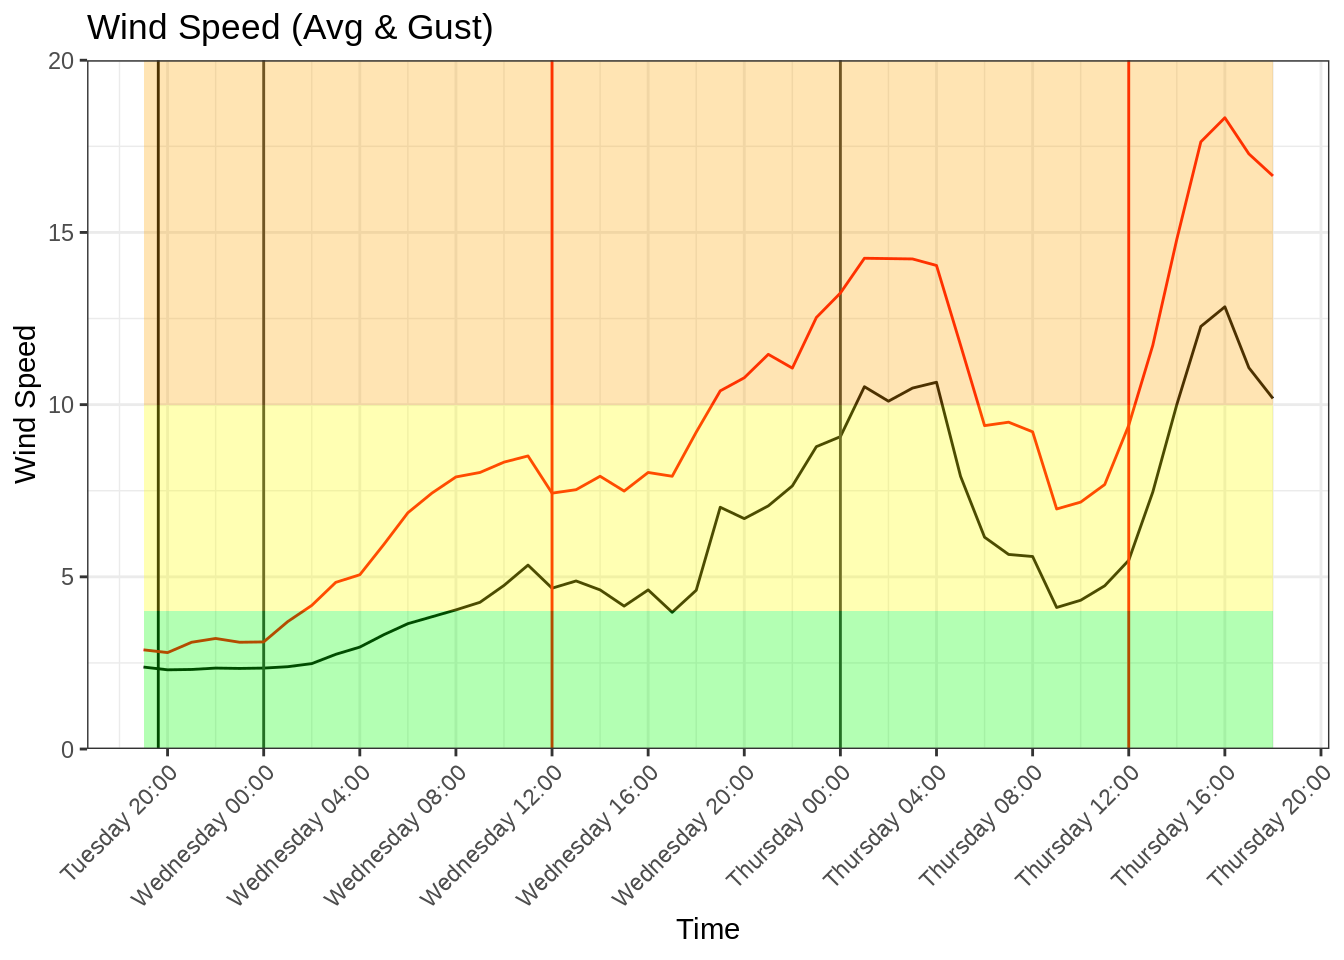 Wind Speed (Avg & Gust)
Wind Speed
20
15
10
5
0
Tuesday 20:00
Wednesday 00:00
Wednesday 04:00
Wednesday 08:00
Wednesday 12:00
Wednesday 16:00
Wednesday 20:00
Thursday 00:00
Thursday 04:00
Thursday 08:00
Thursday 12:00
Thursday 16:00
Thursday 20:00
Time